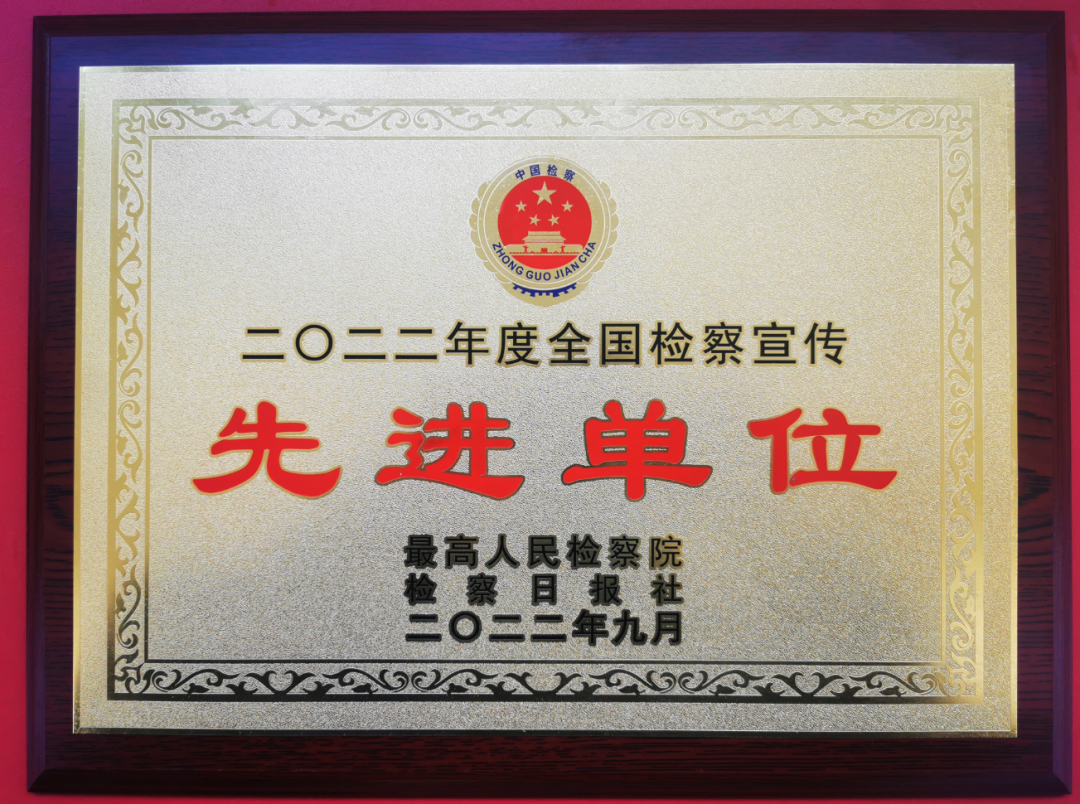 中国检察
ZHONG GUO JIAN CHA
二〇二二年度全国检察宣传
先进单位
最高人民检察院
检察日报社
二〇二二年九月